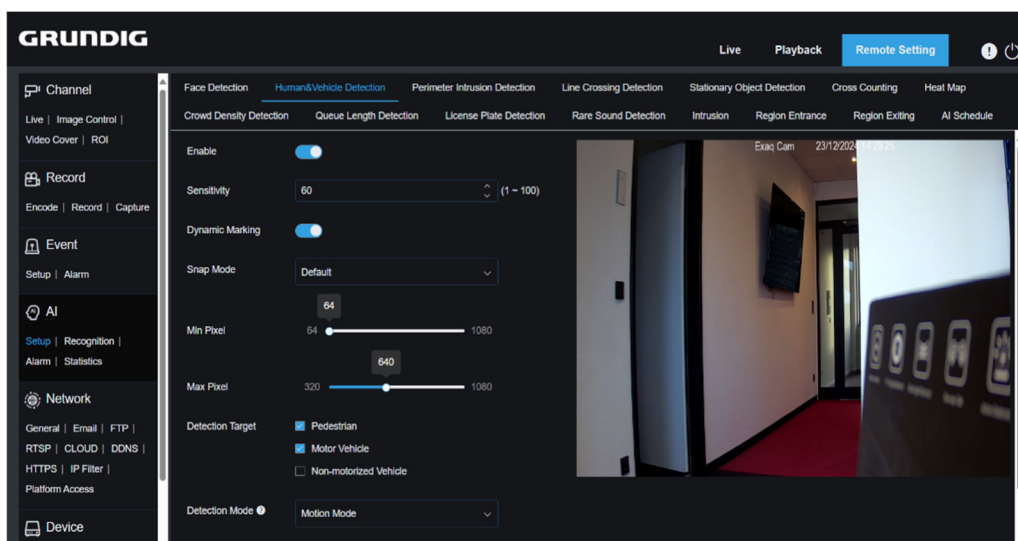 GRUNDIG
Live Playback Remote Setting
Channel
Live | Image Control |
Video Cover | ROI
Record
Encode | Record | Capture
Event
Setup | Alarm
AI
Setup | Recognition |
Alarm | Statistics
Network
General | Email | FTP |
RTSP | CLOUD | DDNS |
HTTPS | IP Filter |
Platform Access
Device
Face Detection Human&Vehicle Detection Perimeter Intrusion Detection Line Crossing Detection Stationary Object Detection Cross Counting Heat Map
Crowd Density Detection Queue Length Detection License Plate Detection Rare Sound Detection Intrusion Region Entrance Region Exiting AI Schedule
Enable
Sensitivity 60 (1 ~ 100)
Dynamic Marking
Snap Mode Default
64
Min Pixel 64 1080
640
Max Pixel 320 1080
Detection Target Pedestrian
Motor Vehicle
Non-motorized Vehicle
Detection Mode ? Motion Mode
Exaq Cam 23/12/2024 14:29:25